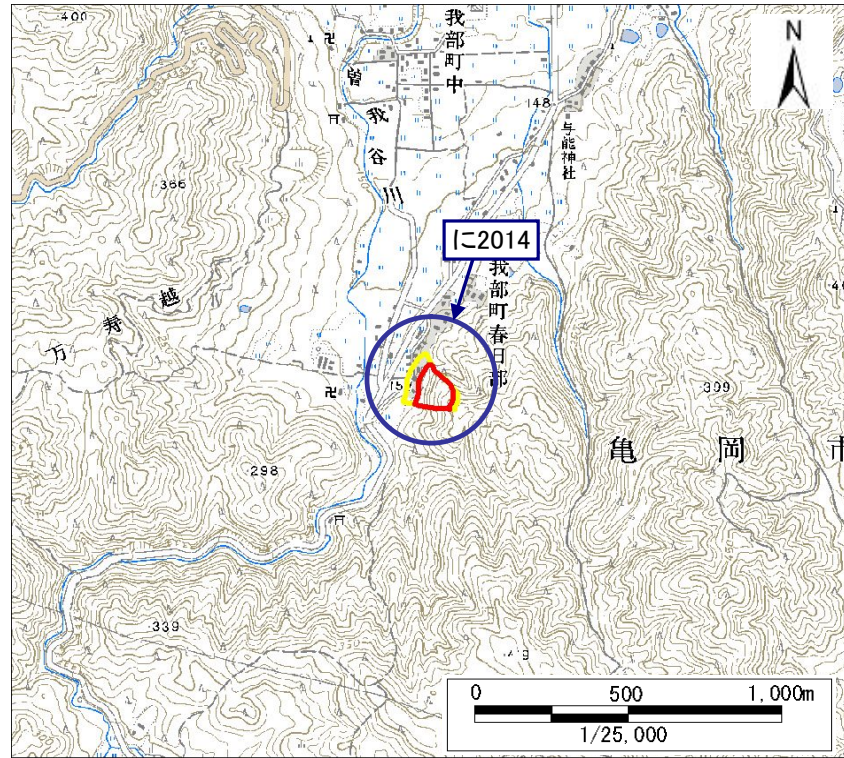 400
我部町中
N
曽我谷川
148
与能神社
366
に2014
我部町春日部
万寿越
15
309
亀岡市
298
339
0 500 1,000m
1/25,000